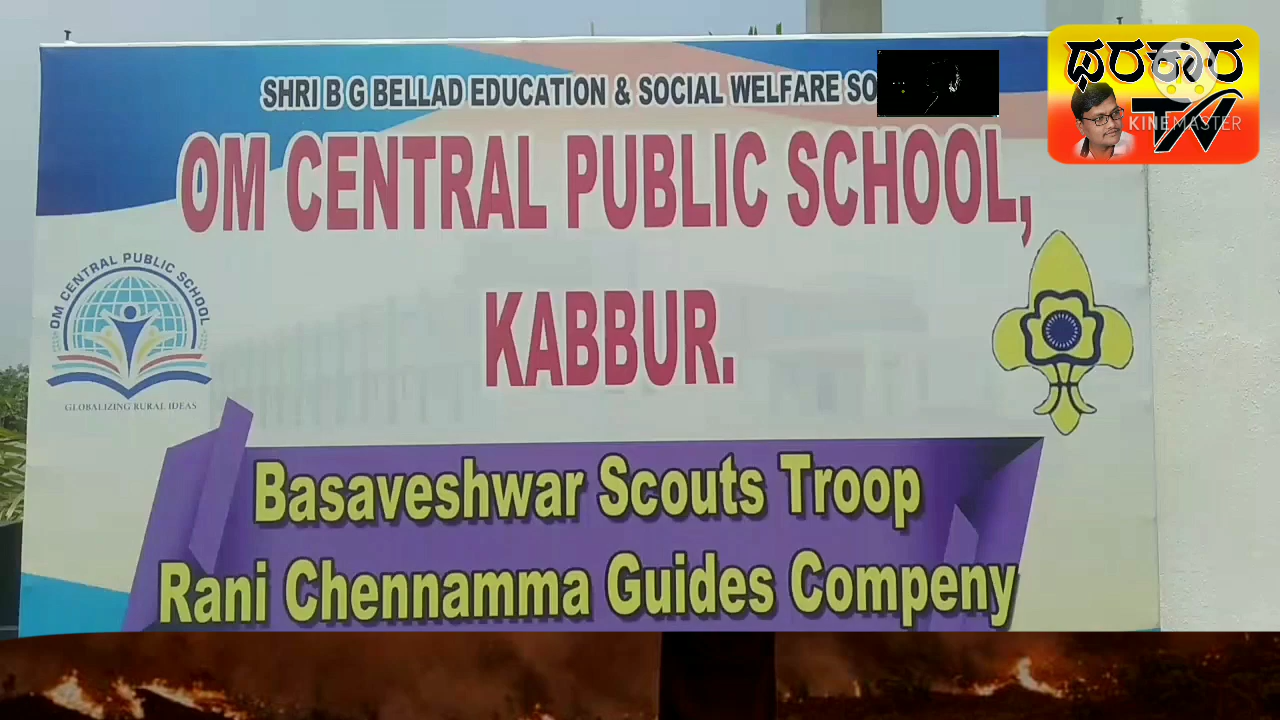 SHRI B G BELLAD EDUCATION & SOCIAL WELFARE
OM CENTRAL PUBLIC SCHOOL,
KABBUR.
OM CENTRAL PUBLIC SCHOOL
GLOBALIZING RURAL IDEAS
Basaveshwar Scouts Troop
Rani Chennamma Guides Compeny
TV
KINEMASTER